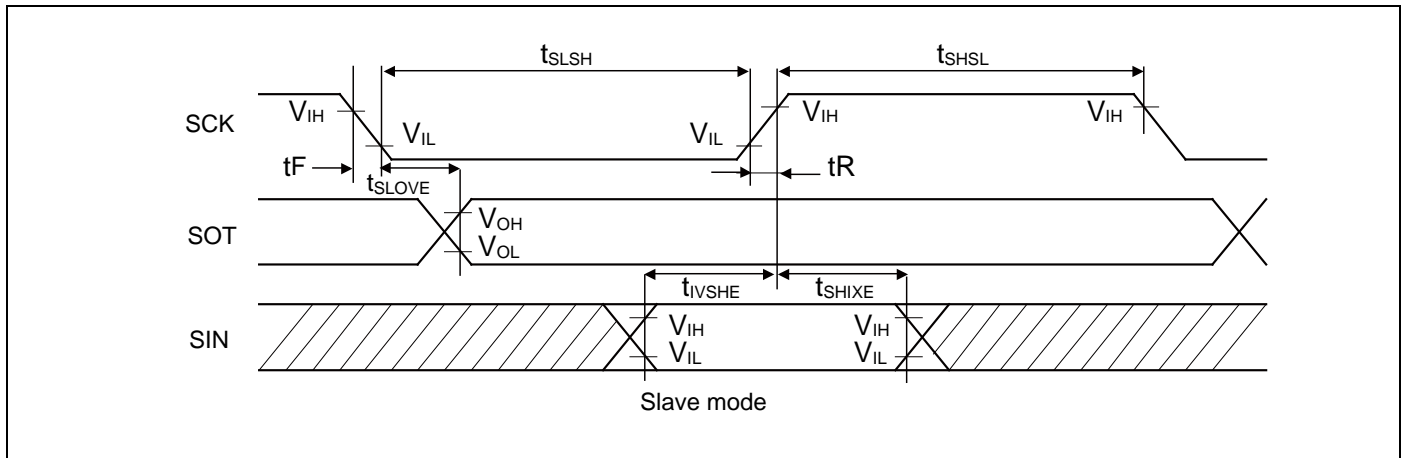 tSLSH
tSHSL
SCK
VIH
VIL
VIL
VIH
VIH
tF
tSLOVE
tR
SOT
VOH
VOL
tIVSHE
tSHIXE
SIN
VIH
VIL
VIH
VIL
Slave mode